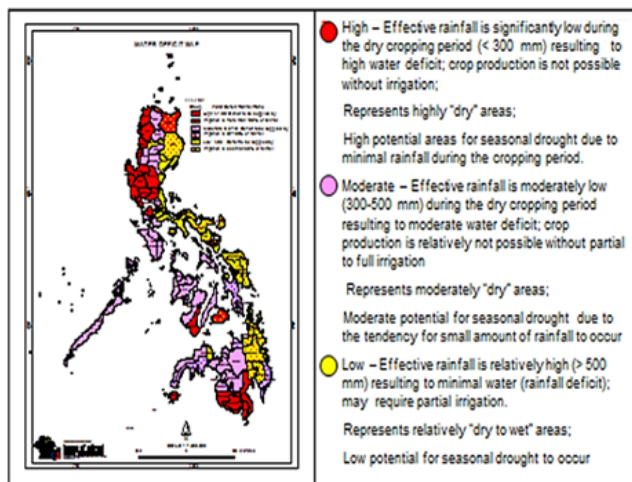 WATER DEFICIT MAP
High – Effective rainfall is significantly low during
the dry cropping period (< 300 mm) resulting to
high water deficit; crop production is not possible
without irrigation;
Represents highly "dry" areas;
High potential areas for seasonal drought due to
minimal rainfall during the cropping period.
Moderate – Effective rainfall is moderately low
(300-500 mm) during the dry cropping period
resulting to moderate water deficit; crop
production is relatively not possible without partial
to full irrigation
Represents moderately "dry" areas;
Moderate potential for seasonal drought due to
the tendency for small amount of rainfall to occur
Low – Effective rainfall is relatively high (> 500
mm) resulting to minimal water (rainfall deficit);
may require partial irrigation.
Represents relatively "dry to wet" areas;
Low potential for seasonal drought to occur